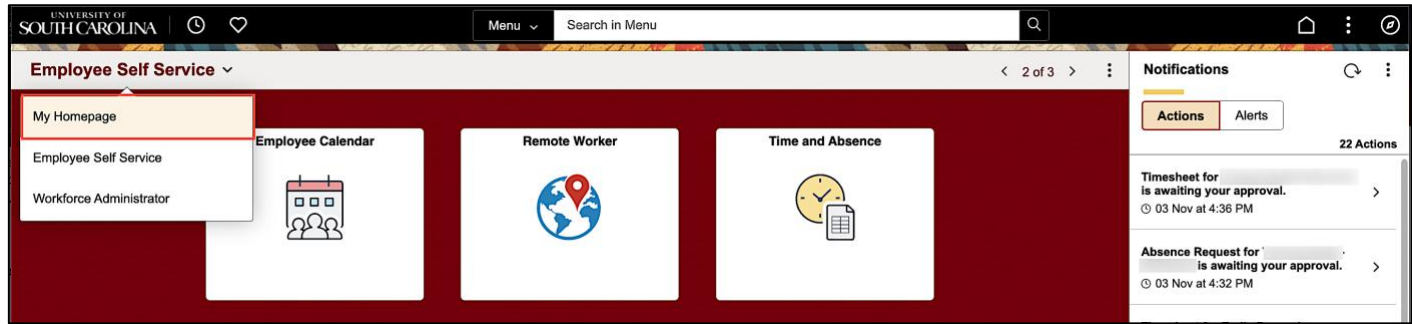 UNIVERSITY OF
SOUTH CAROLINA
Menu
Search in Menu
Employee Self Service
2 of 3
My Homepage
Employee Self Service
Workforce Administrator
Employee Calendar
Remote Worker
Time and Absence
Notifications
Actions
Alerts
22 Actions
Timesheet for
is awaiting your approval.
03 Nov at 4:36 PM
Absence Request for
is awaiting your approval.
03 Nov at 4:32 PM